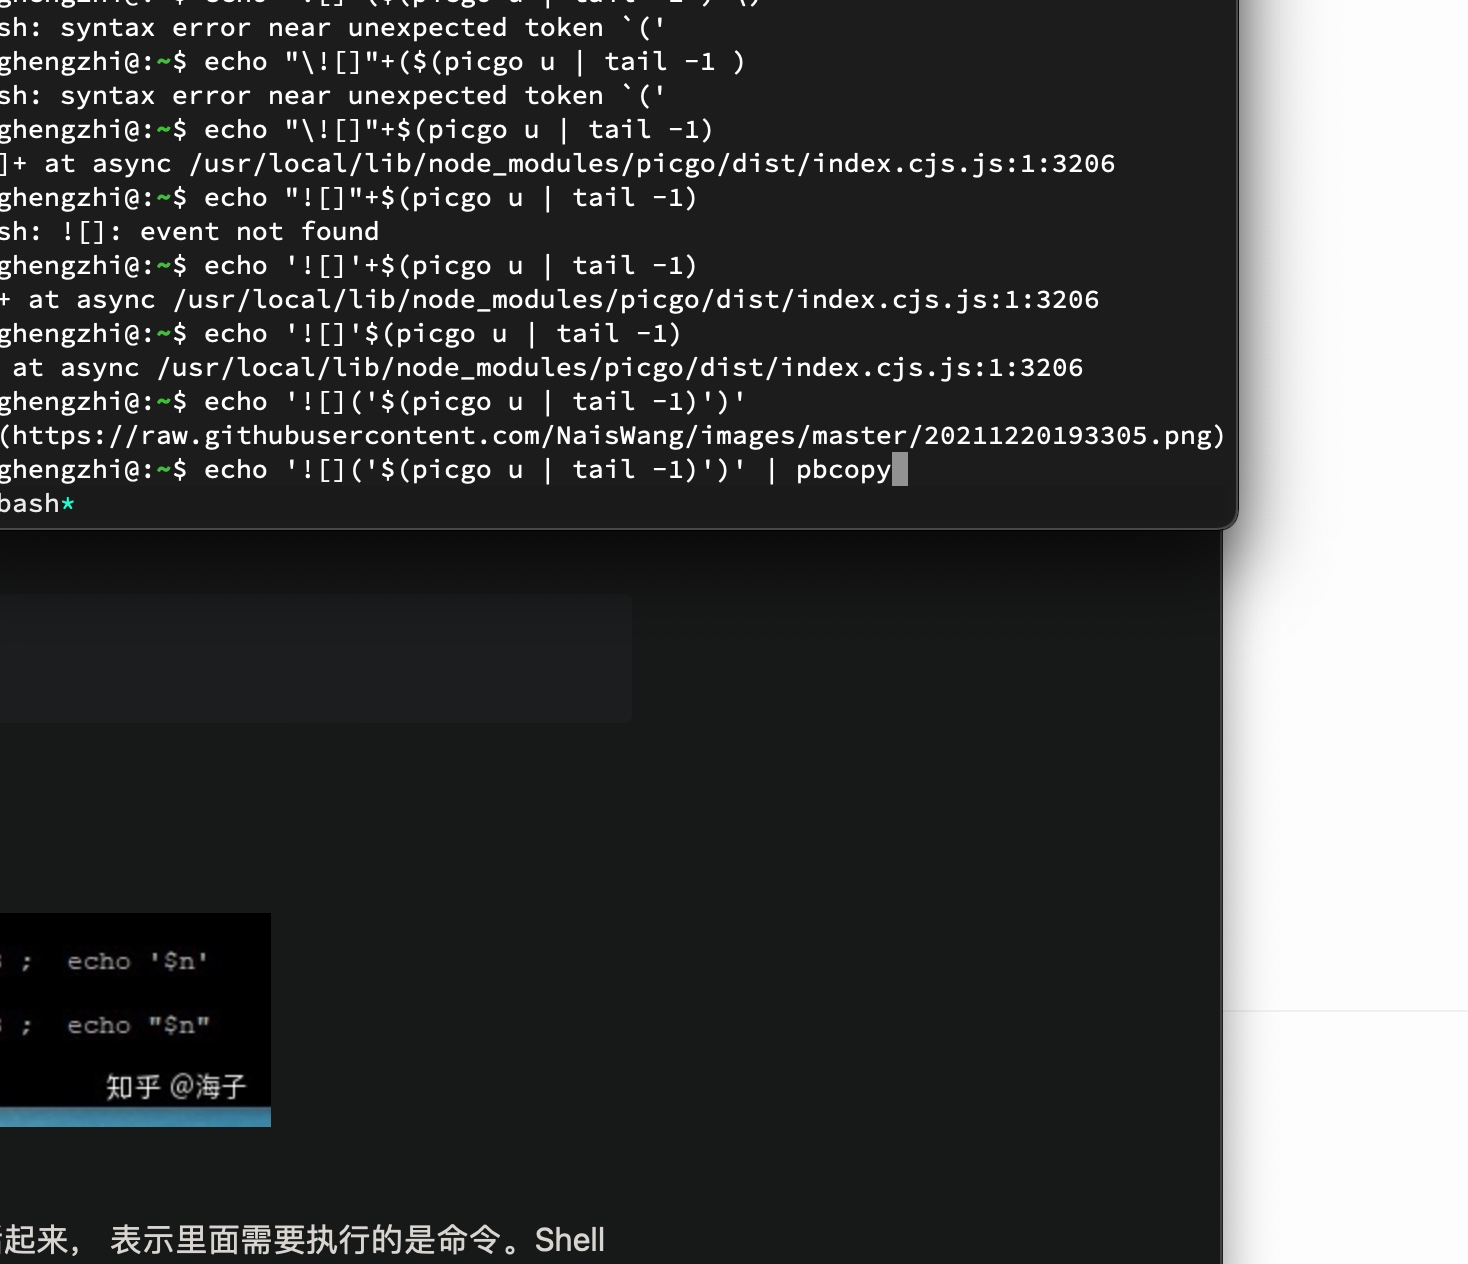 sh: syntax error near unexpected token `('
ghengzhi@:~$ echo "\![]"+($(picgo u | tail -1 )
sh: syntax error near unexpected token `('
ghengzhi@:~$ echo "\![]"+$(picgo u | tail -1)
]+ at async /usr/local/lib/node_modules/picgo/dist/index.cjs.js:1:3206
ghengzhi@:~$ echo "![]"+$(picgo u | tail -1)
sh: ![]: event not found
ghengzhi@:~$ echo '![]'+$(picgo u | tail -1)
+ at async /usr/local/lib/node_modules/picgo/dist/index.cjs.js:1:3206
ghengzhi@:~$ echo '![]'$(picgo u | tail -1)
at async /usr/local/lib/node_modules/picgo/dist/index.cjs.js:1:3206
ghengzhi@:~$ echo '![]('$(picgo u | tail -1)')'
(https://raw.githubusercontent.com/NaisWang/images/master/20211220193305.png)
ghengzhi@:~$ echo '![]('$(picgo u | tail -1)')' | pbcopy
bash*
; echo '$n'
; echo "$n"
知乎 @海子
起来， 表示里面需要执行的是命令。Shell